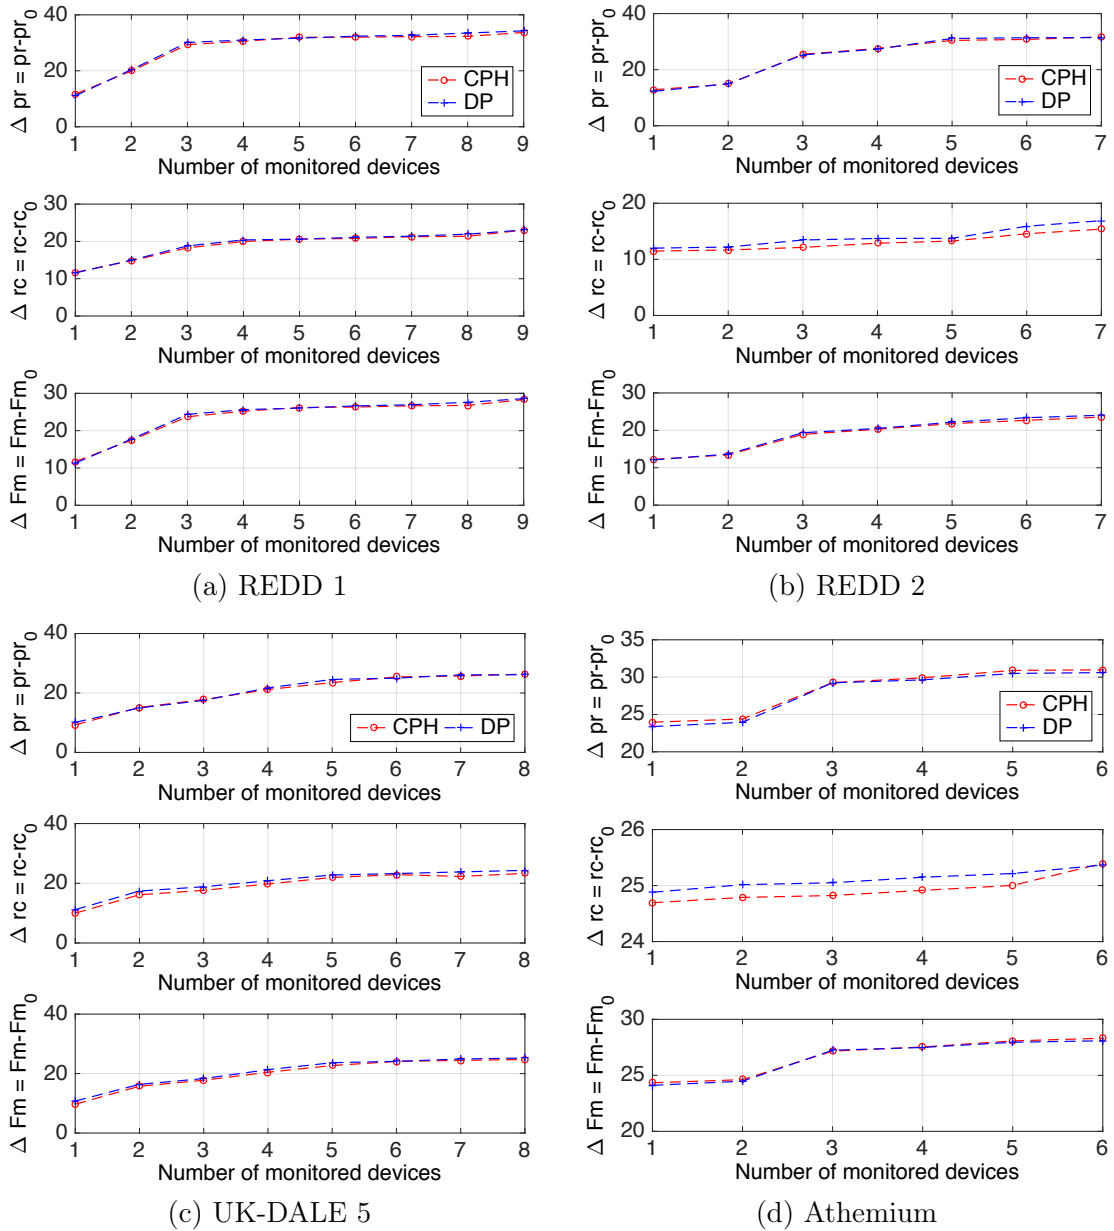 40
20
0
Δ pr = pr-pr0
CPH
DP
1 2 3 4 5 6 7 8 9
Number of monitored devices
30
20
10
0
Δ rc = rc-rc0
1 2 3 4 5 6 7 8 9
Number of monitored devices
30
20
10
0
Δ Fm = Fm-Fm0
1 2 3 4 5 6 7 8 9
Number of monitored devices
(a) REDD 1
40
20
0
Δ pr = pr-pr0
CPH
DP
1 2 3 4 5 6 7
Number of monitored devices
20
10
0
Δ rc = rc-rc0
1 2 3 4 5 6 7
Number of monitored devices
30
20
10
0
Δ Fm = Fm-Fm0
1 2 3 4 5 6 7
Number of monitored devices
(b) REDD 2
40
20
0
Δ pr = pr-pr0
CPH DP
1 2 3 4 5 6 7 8
Number of monitored devices
40
20
0
Δ rc = rc-rc0
1 2 3 4 5 6 7 8
Number of monitored devices
40
20
0
Δ Fm = Fm-Fm0
1 2 3 4 5 6 7 8
Number of monitored devices
(c) UK-DALE 5
35
30
25
20
Δ pr = pr-pr0
CPH
DP
1 2 3 4 5 6
Number of monitored devices
26
25
24
Δ rc = rc-rc0
1 2 3 4 5 6
Number of monitored devices
30
25
20
Δ Fm = Fm-Fm0
1 2 3 4 5 6
Number of monitored devices
(d) Athemium